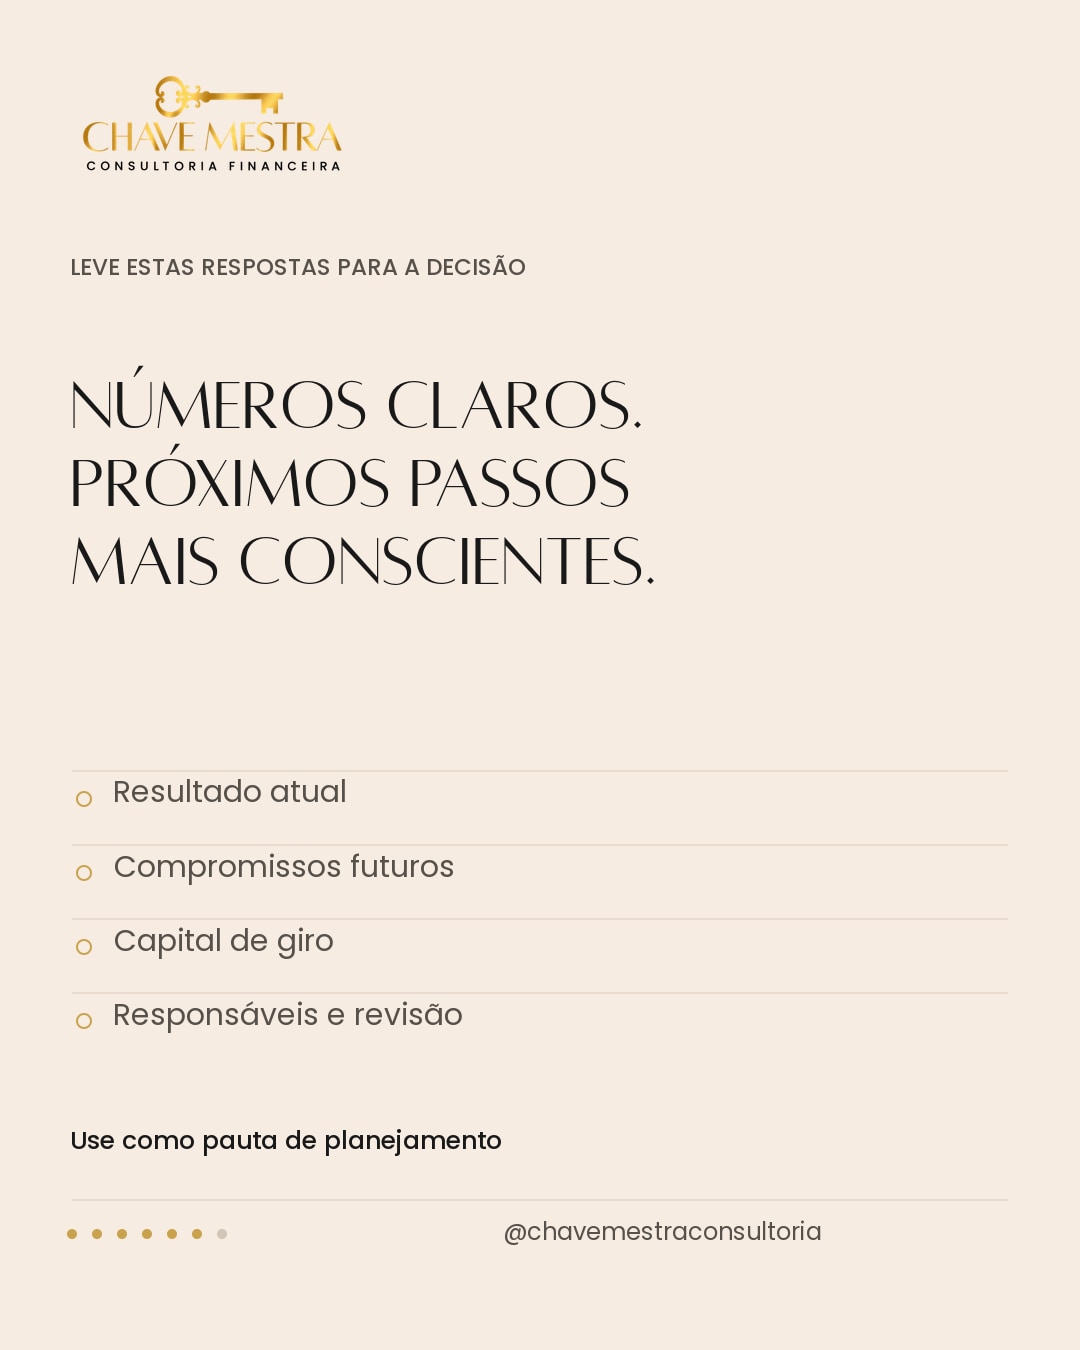 CHAVE MESTRA
CONSULTORIA FINANCEIRA
LEVE ESTAS RESPOSTAS PARA A DECISÃO
NÚMEROS CLAROS.
PRÓXIMOS PASSOS
MAIS CONSCIENTES.
Resultado atual
Compromissos futuros
Capital de giro
Responsáveis e revisão
Use como pauta de planejamento
@chavemestraconsultoria